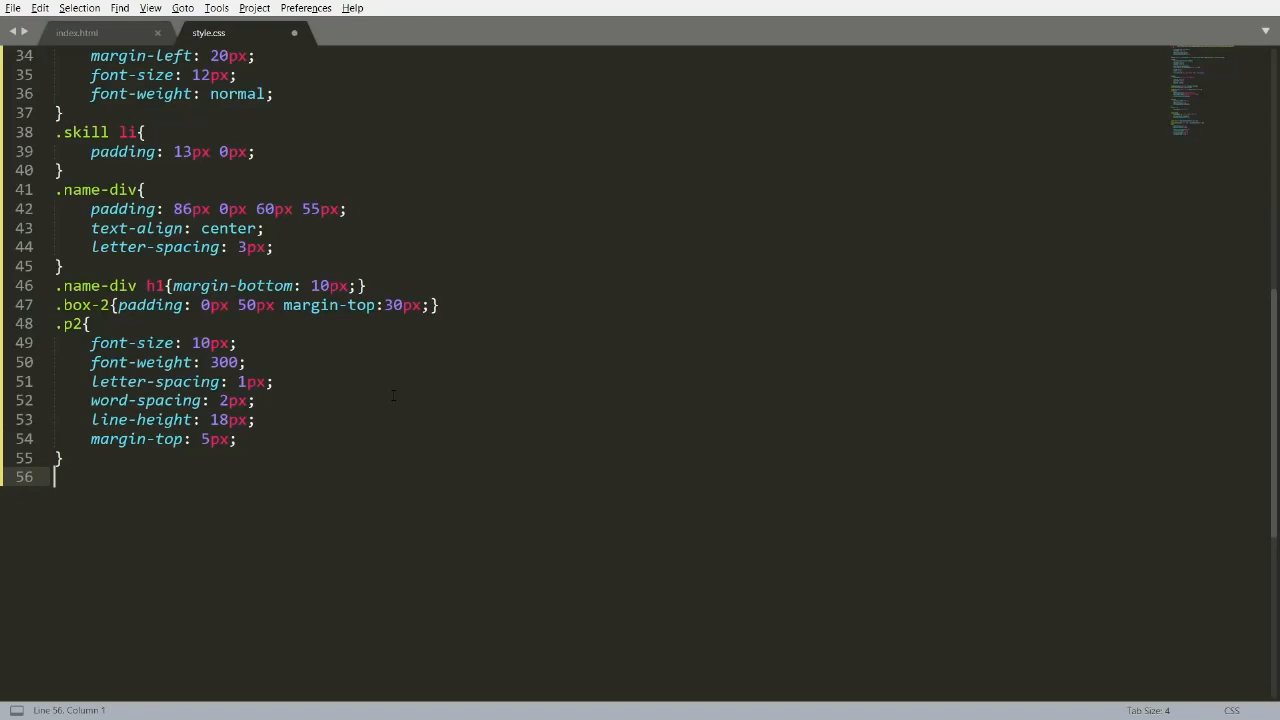 File Edit Selection Find View Goto Tools Project Preferences Help
index.html × style.css
34 margin-left: 20px;
35 font-size: 12px;
36 font-weight: normal;
37 }
38 .skill li{
39 padding: 13px 0px;
40 }
41 .name-div{
42 padding: 86px 0px 60px 55px;
43 text-align: center;
44 letter-spacing: 3px;
45 }
46 .name-div h1{margin-bottom: 10px;}
47 .box-2{padding: 0px 50px margin-top:30px;}
48 .p2{
49 font-size: 10px;
50 font-weight: 300;
51 letter-spacing: 1px;
52 word-spacing: 2px;
53 line-height: 18px;
54 margin-top: 5px;
55 }
56
Line 56, Column 1 Tab Size: 4 CSS